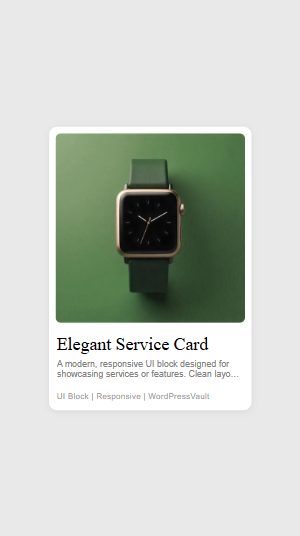 Elegant Service Card
A modern, responsive UI block designed for
showcasing services or features. Clean layo...
UI Block | Responsive | WordPressVault